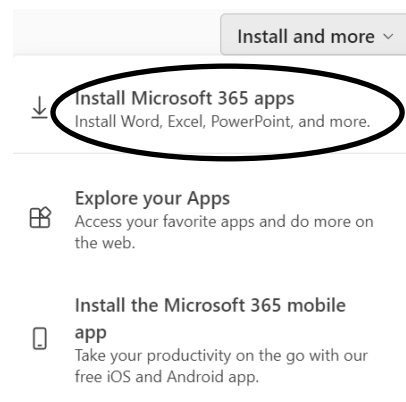 Install and more
Install Microsoft 365 apps
Install Word, Excel, PowerPoint, and more.
Explore your Apps
Access your favorite apps and do more on
the web.
Install the Microsoft 365 mobile
app
Take your productivity on the go with our
free iOS and Android app.